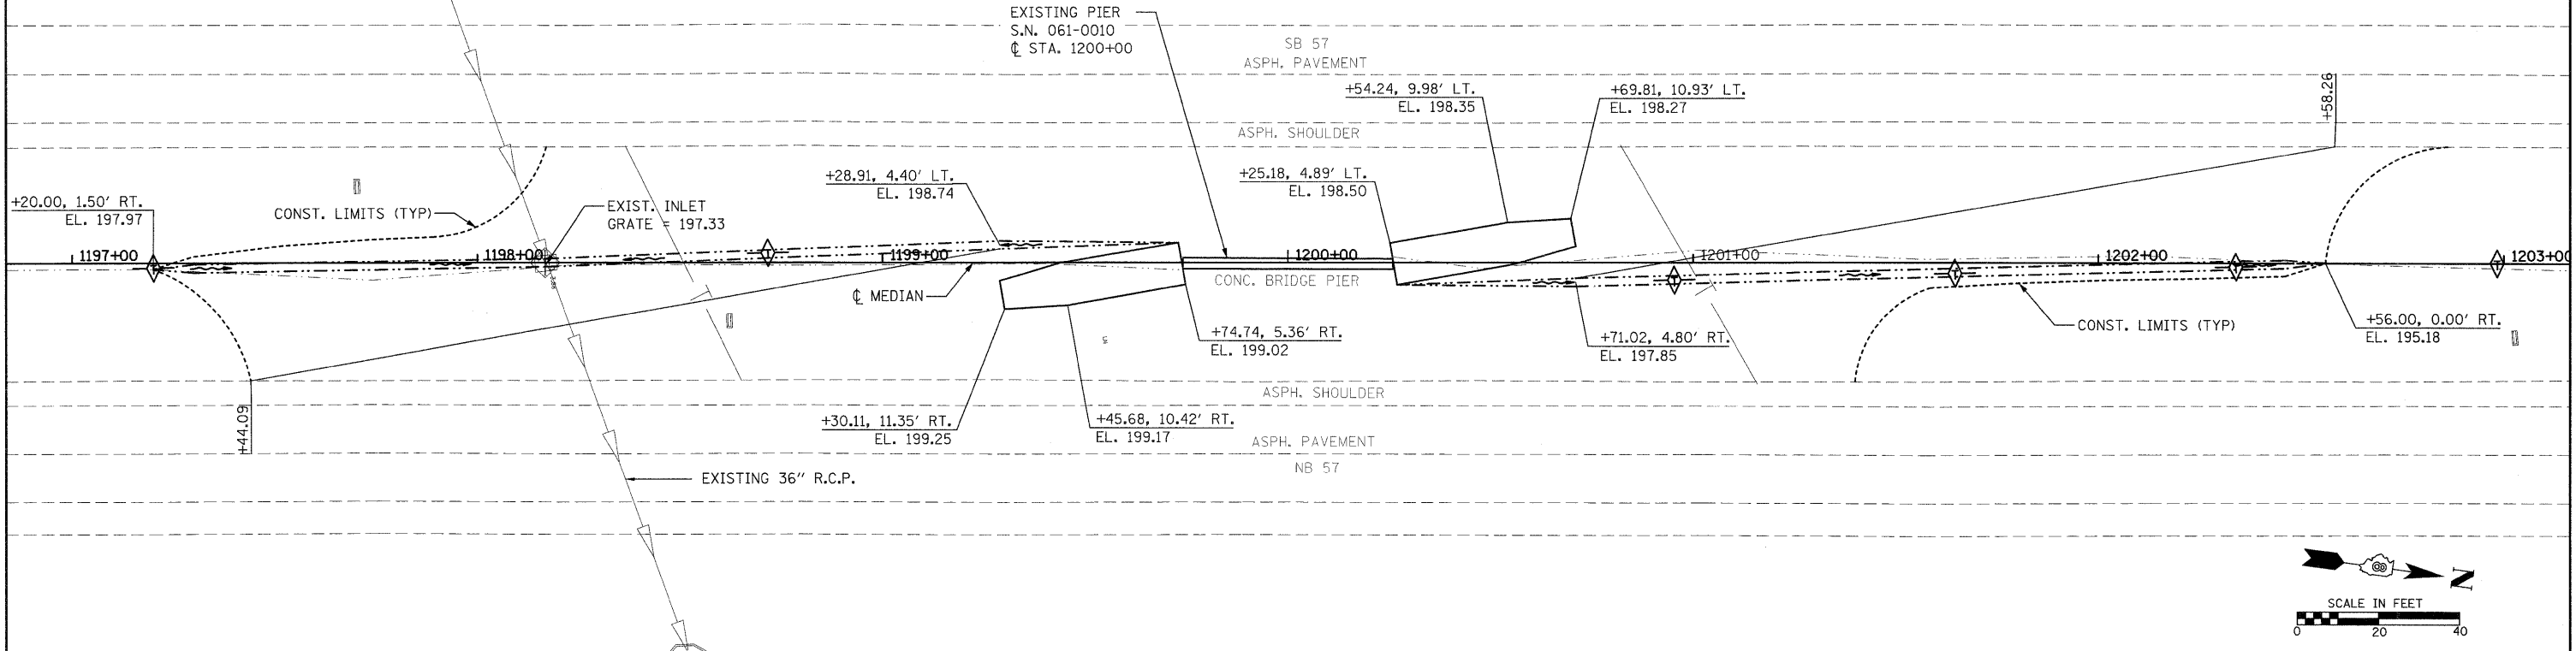 EXISTING PIER
S.N. 061-0010
℄ STA. 1200+00
SB 57
ASPH. PAVEMENT
+54.24, 9.98' LT.
EL. 198.35
+69.81, 10.93' LT.
EL. 198.27
+58.26
ASPH. SHOULDER
+28.91, 4.40' LT.
EL. 198.74
+25.18, 4.89' LT.
EL. 198.50
+20.00, 1.50' RT.
EL. 197.97
CONST. LIMITS (TYP)
EXIST. INLET
GRATE = 197.33
1197+00
1198+00
1199+00
1200+00
1201+00
1202+00
1203+00
℄ MEDIAN
CONC. BRIDGE PIER
+74.74, 5.36' RT.
EL. 199.02
+71.02, 4.80' RT.
EL. 197.85
CONST. LIMITS (TYP)
+56.00, 0.00' RT.
EL. 195.18
+44.09
ASPH. SHOULDER
+30.11, 11.35' RT.
EL. 199.25
+45.68, 10.42' RT.
EL. 199.17
ASPH. PAVEMENT
NB 57
EXISTING 36" R.C.P.
N
SCALE IN FEET
0 20 40